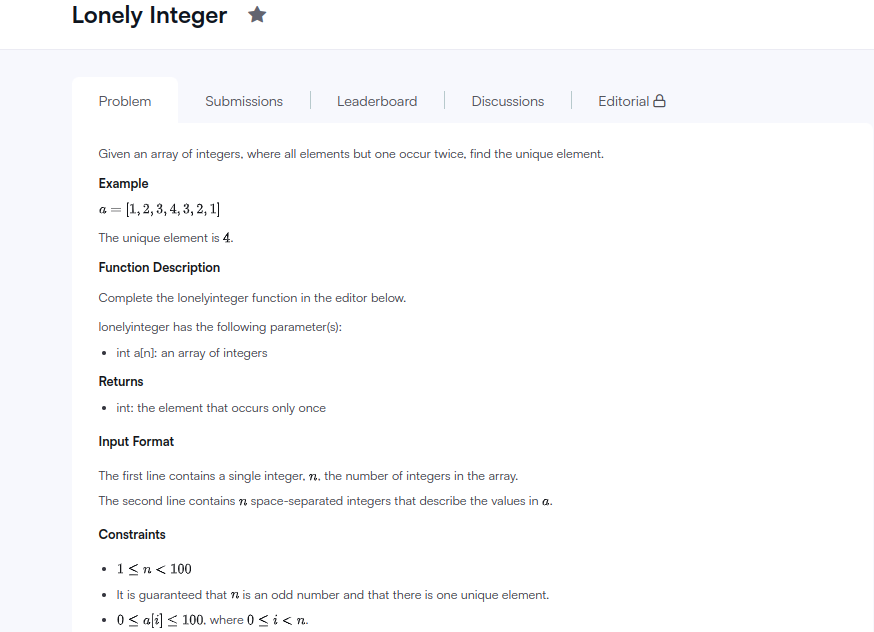 Lonely Integer
Problem Submissions Leaderboard Discussions Editorial
Given an array of integers, where all elements but one occur twice, find the unique element.
Example
a = [1, 2, 3, 4, 3, 2, 1]
The unique element is 4.
Function Description
Complete the lonelyinteger function in the editor below.
lonelyinteger has the following parameter(s):
• int a[n]: an array of integers
Returns
• int: the element that occurs only once
Input Format
The first line contains a single integer, n, the number of integers in the array.
The second line contains n space-separated integers that describe the values in a.
Constraints
• 1 ≤ n < 100
• It is guaranteed that n is an odd number and that there is one unique element.
• 0 ≤ a[i] ≤ 100, where 0 ≤ i < n.